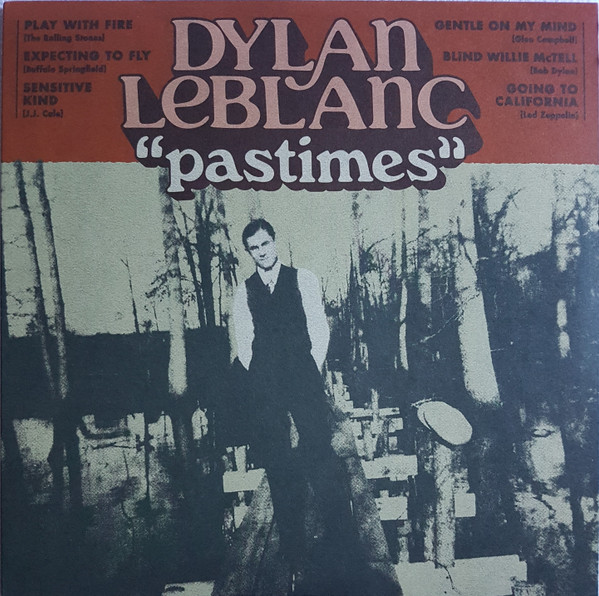 PLAY WITH FIRE
(The Rolling Stones)
EXPECTING TO FLY
(Buffalo Springfield)
SENSITIVE
KIND
(J.J. Cale)
DYLAN
LEBLANC
"pastimes"
GENTLE ON MY MIND
(Glen Campbell)
BLIND WILLIE McTELL
(Bob Dylan)
GOING TO
CALIFORNIA
(Led Zeppelin)